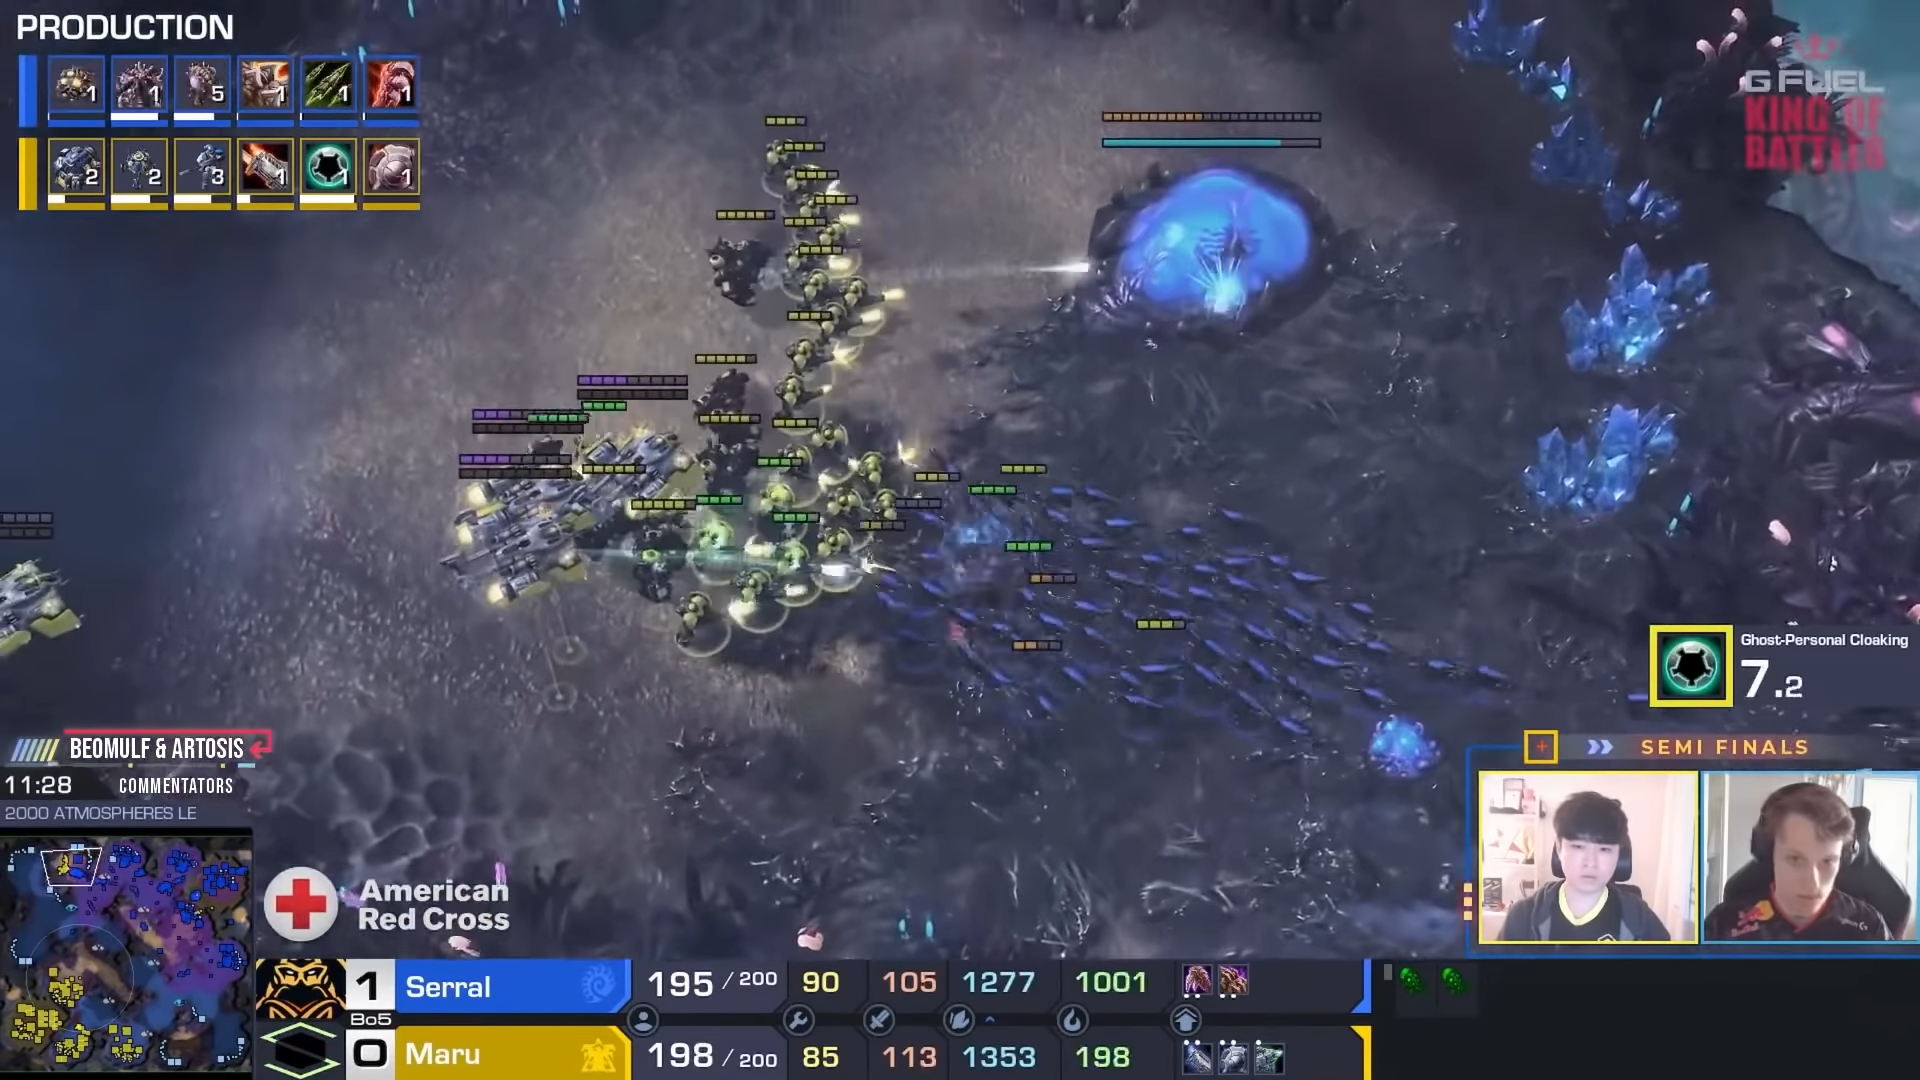 PRODUCTION
1 1 5 1 1 1
2 2 3 1 1 1
G FUEL
KING OF
BATTLES
Ghost-Personal Cloaking
7.2
BEOMULF & ARTOSIS
11:28 COMMENTATORS
2000 ATMOSPHERES LE
SEMI FINALS
American
Red Cross
1 Serral 195 / 200 90 105 1277 1001
Bo5
0 Maru 198 / 200 85 113 1353 198